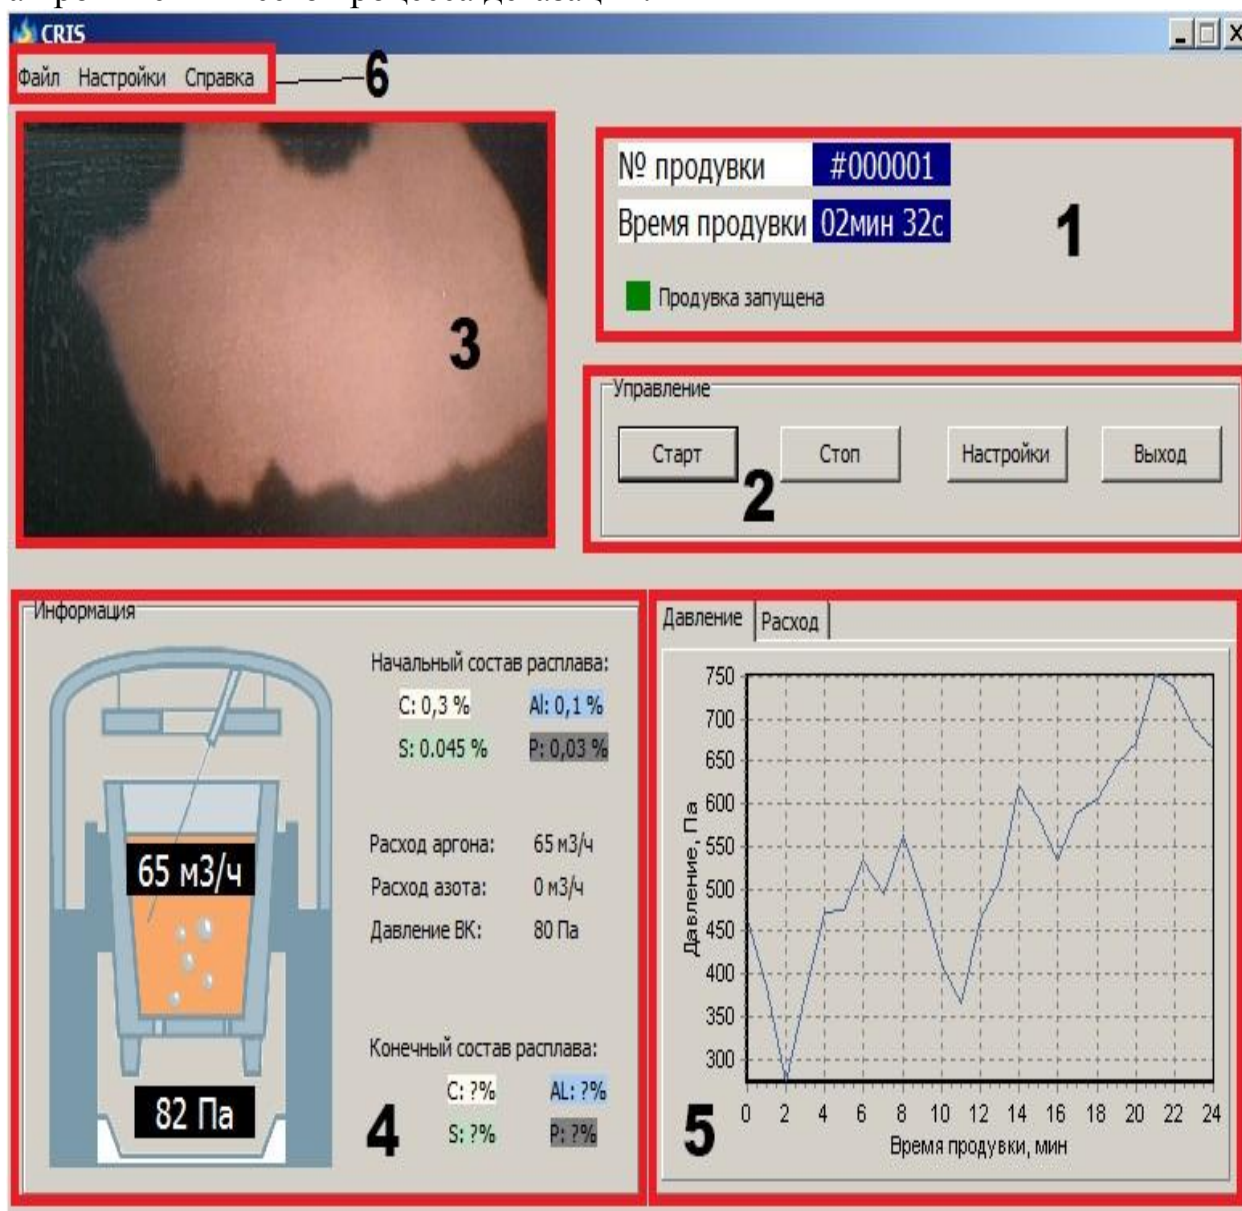 CRIS
Файл Настройки Справка
6
3
№ продувки #000001
Время продувки 02мин 32с
Продувка запущена
1
Управление
Старт Стоп Настройки Выход
2
Информация
65 м3/ч
82 Па
Начальный состав расплава:
C: 0,3 % Al: 0,1 %
S: 0.045 % P: 0,03 %
Расход аргона: 65 м3/ч
Расход азота: 0 м3/ч
Давление ВК: 80 Па
Конечный состав расплава:
C: ?% AL: ?%
S: ?% P: ?%
4
Давление Расход
Давление, Па
750
700
650
600
550
500
450
400
350
300
0 2 4 6 8 10 12 14 16 18 20 22 24
Время продувки, мин
5